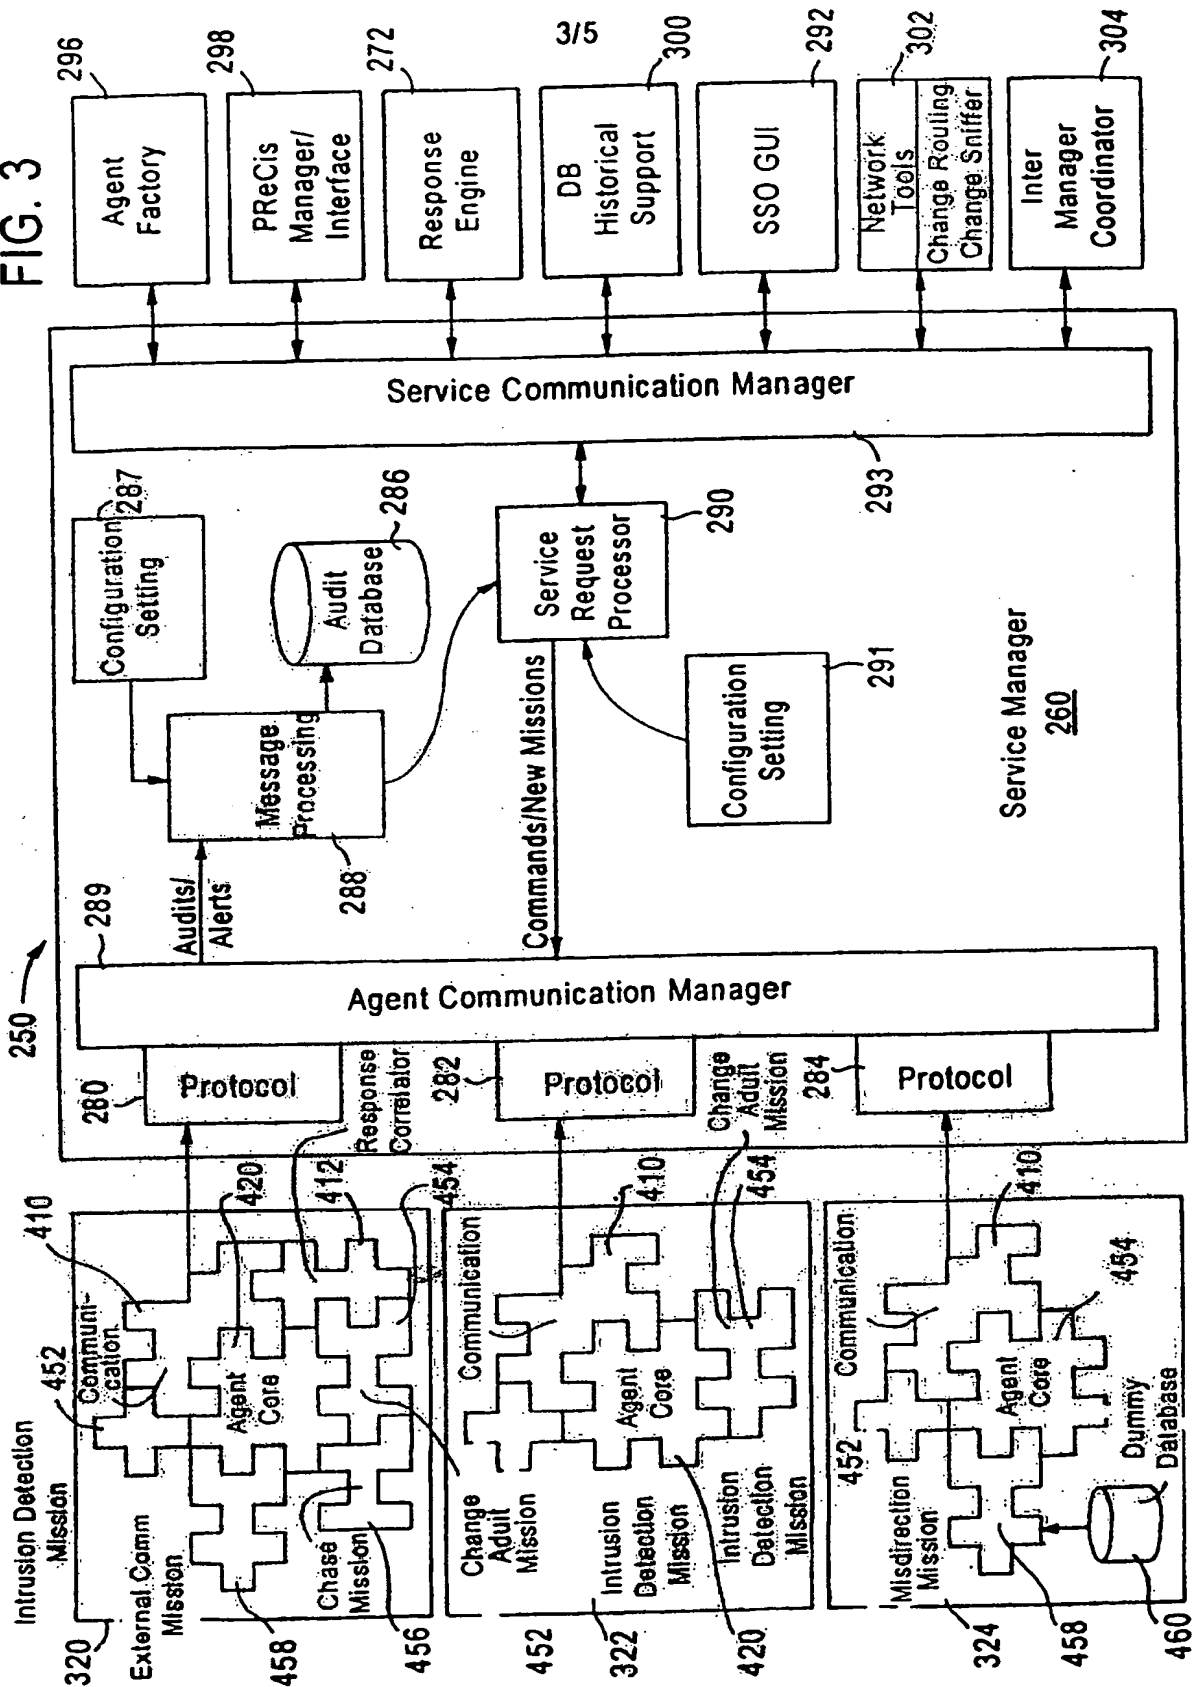 FIG. 3
3/5
250
296
Agent
Factory
298
PReCis
Manager/
Interface
272
Response
Engine
300
DB
Historical
Support
292
SSO GUI
302
Network
Tools
Change Routing
Change Sniffer
304
Inter
Manager
Coordinator
Service Communication Manager
293
287
Configuration
Setting
286
Audit
Database
290
Service
Request
Processor
291
Configuration
Setting
Message
Processing
288
Commands/New Missions
Service Manager
260
289
Audits/
Alerts
Agent Communication Manager
280
Protocol
Response
Correlator
282
Protocol
Change
Adult
Mission
284
Protocol
410
420
412
454
Communi-
cation
452
Agent
Core
Intrusion Detection
Mission
External Comm
Mission
Chase
Mission
320
458
456
410
454
Communication
Agent
Core
Change
Adult
Mission
Intrusion
Detection
Mission
Intrusion
Detection
Mission
452
322
420
410
454
Communication
452
Agent
Core
Misdirection
Mission
Dummy
Database
324
458
460